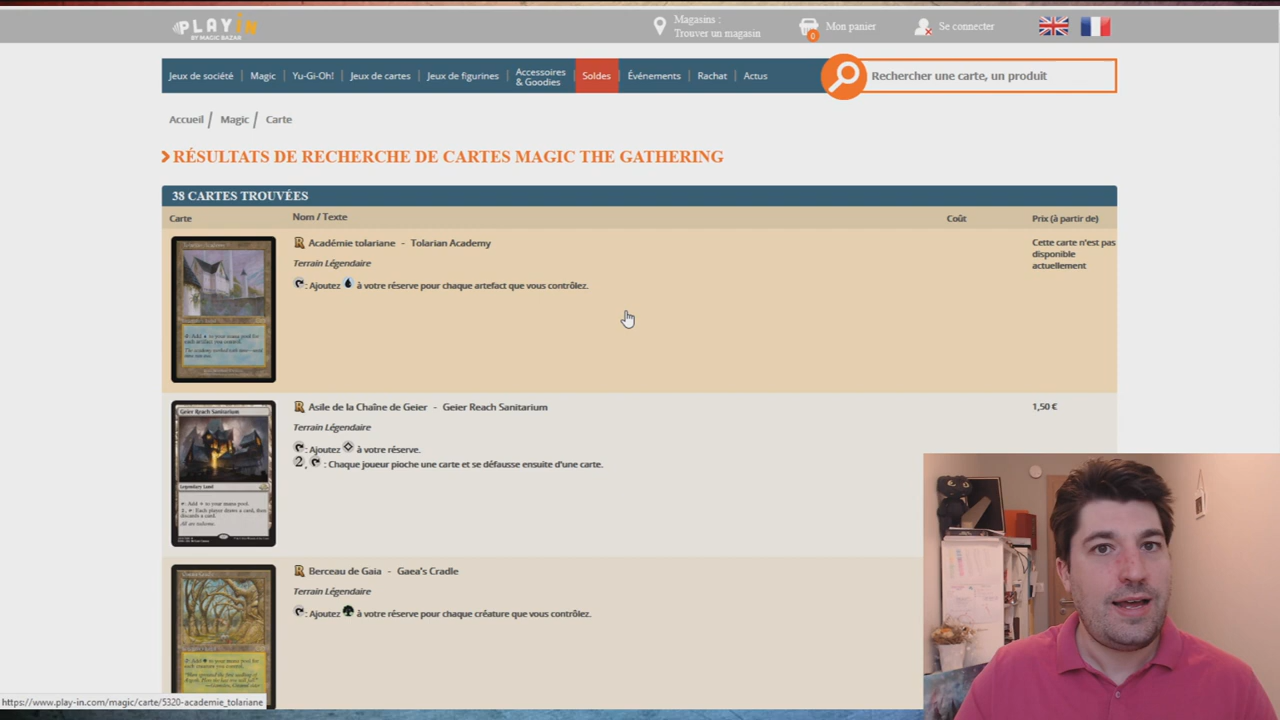 PLAYIN
BY MAGIC BAZAR
Magasins :
Trouver un magasin
0
Mon panier
Se connecter
Jeux de société | Magic | Yu-Gi-Oh! | Jeux de cartes | Jeux de figurines | Accessoires & Goodies | Soldes | Événements | Rachat | Actus
Rechercher une carte, un produit
Accueil / Magic / Carte
RÉSULTATS DE RECHERCHE DE CARTES MAGIC THE GATHERING
38 CARTES TROUVÉES
Carte Nom / Texte Coût Prix (à partir de)
R Académie tolariane - Tolarian Academy
Cette carte n'est pas
disponible
actuellement
Terrain Légendaire
: Ajoutez à votre réserve pour chaque artefact que vous contrôlez.
Geier Reach Sanitarium
Legendary Land
R Asile de la Chaîne de Geier - Geier Reach Sanitarium
1,50 €
Terrain Légendaire
: Ajoutez à votre réserve.
2, : Chaque joueur pioche une carte et se défausse ensuite d'une carte.
R Berceau de Gaia - Gaea's Cradle
Terrain Légendaire
: Ajoutez à votre réserve pour chaque créature que vous contrôlez.
https://www.play-in.com/magic/carte/5320-academie_tolariane